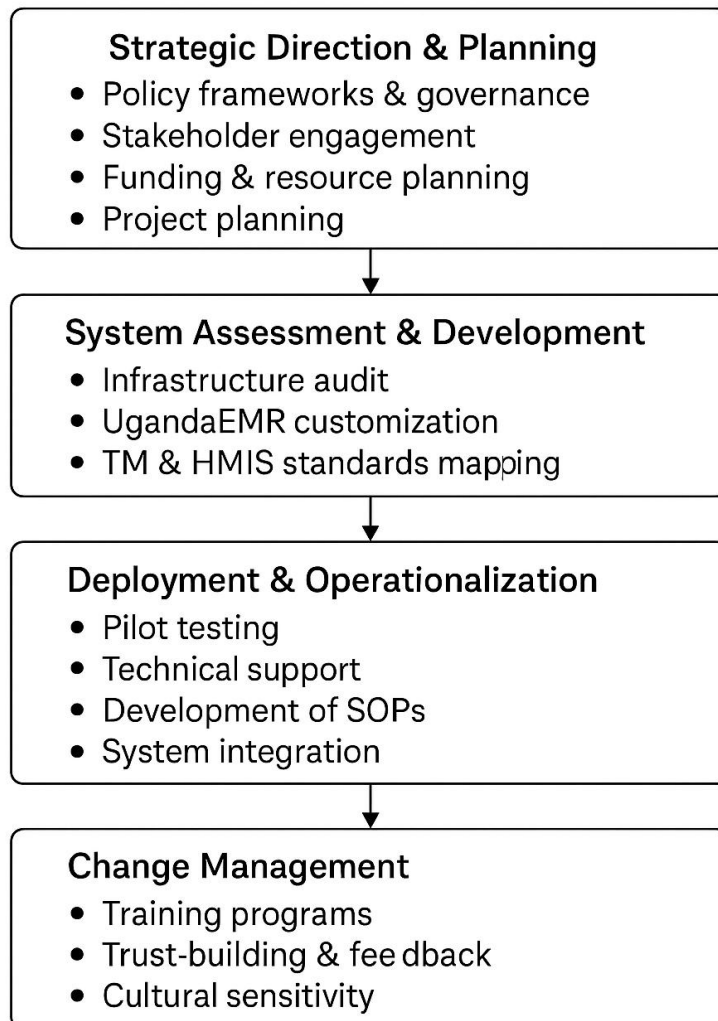 Strategic Direction & Planning
• Policy frameworks & governance
• Stakeholder engagement
• Funding & resource planning
• Project planning
System Assessment & Development
• Infrastructure audit
• UgandaEMR customization
• TM & HMIS standards mapping
Deployment & Operationalization
• Pilot testing
• Technical support
• Development of SOPs
• System integration
Change Management
• Training programs
• Trust-building & feedback
• Cultural sensitivity